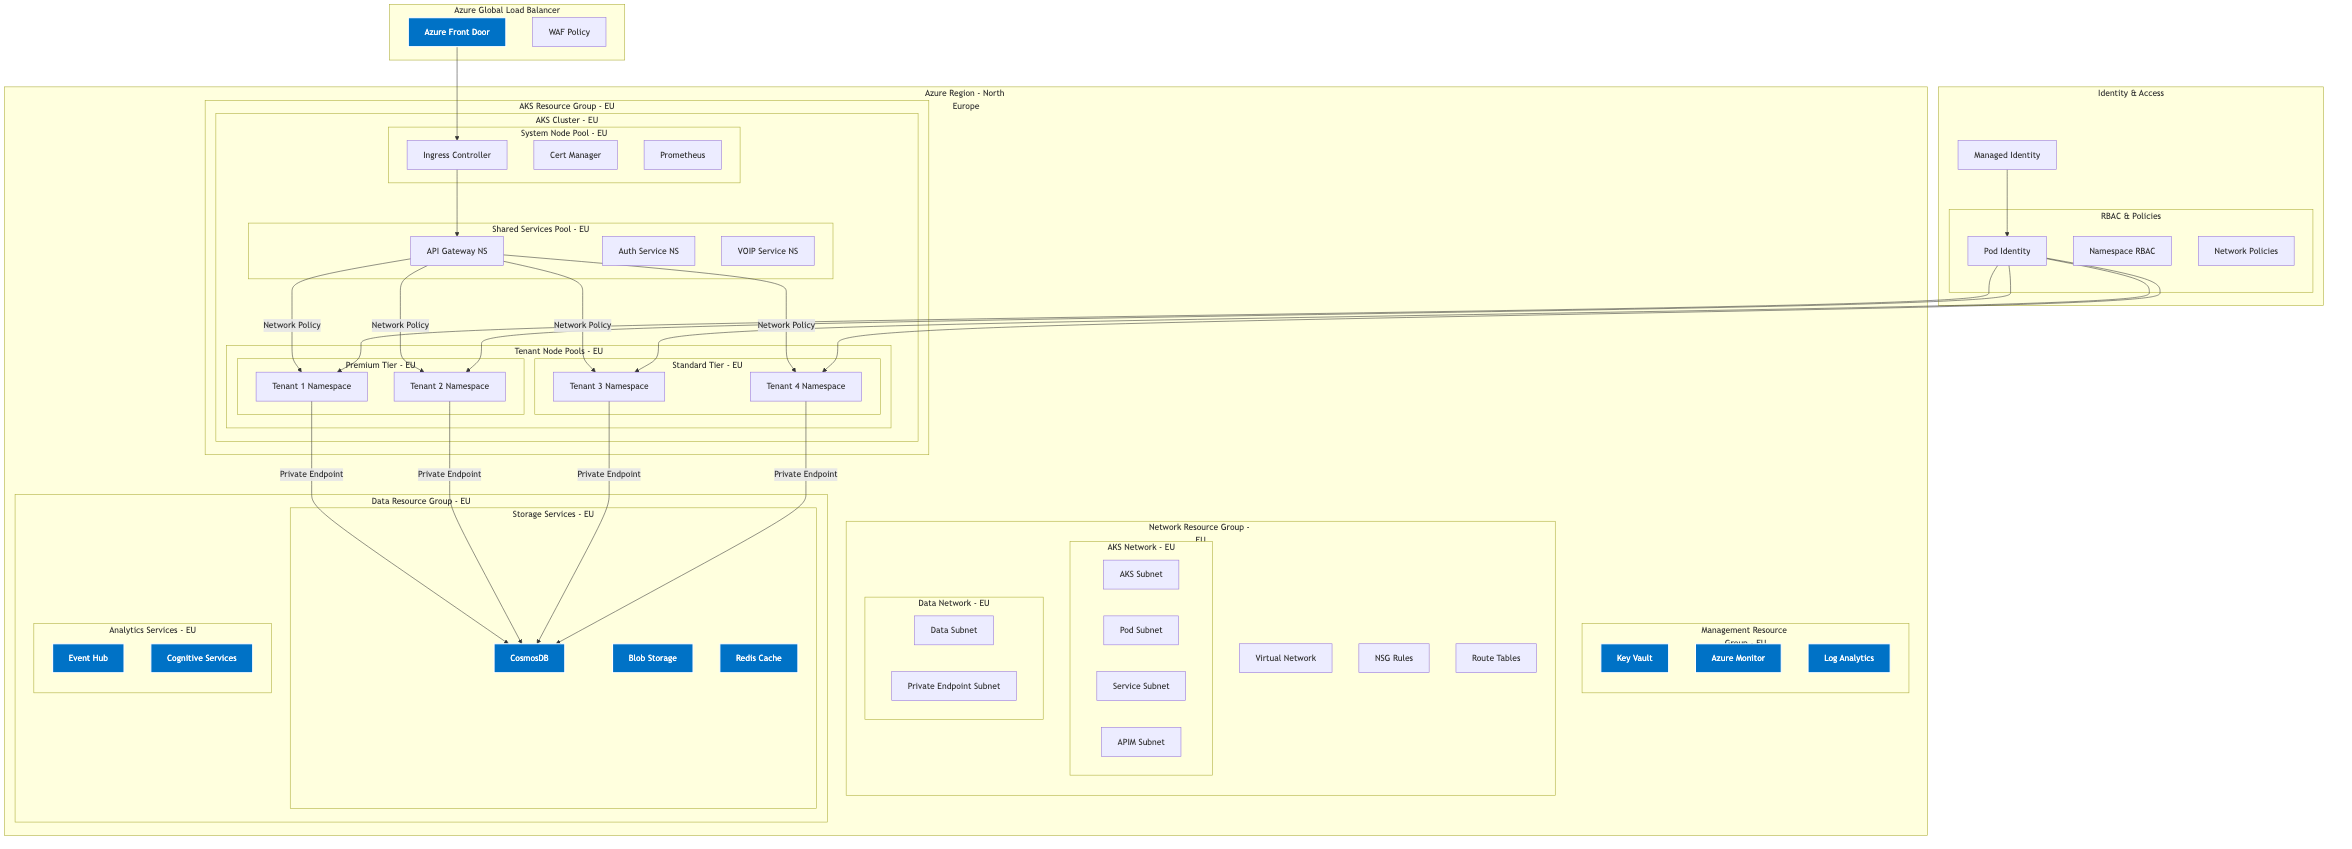 Azure Global Load Balancer
Azure Front Door
WAF Policy
Azure Region - North
Europe
AKS Resource Group - EU
AKS Cluster - EU
System Node Pool - EU
Ingress Controller
Cert Manager
Prometheus
Shared Services Pool - EU
API Gateway NS
Auth Service NS
VOIP Service NS
Network Policy
Network Policy
Network Policy
Network Policy
Tenant Node Pools - EU
Premium Tier - EU
Tenant 1 Namespace
Tenant 2 Namespace
Standard Tier - EU
Tenant 3 Namespace
Tenant 4 Namespace
Private Endpoint
Private Endpoint
Private Endpoint
Private Endpoint
Identity & Access
Managed Identity
RBAC & Policies
Pod Identity
Namespace RBAC
Network Policies
Data Resource Group - EU
Storage Services - EU
CosmosDB
Blob Storage
Redis Cache
Analytics Services - EU
Event Hub
Cognitive Services
Network Resource Group -
EU
Data Network - EU
Data Subnet
Private Endpoint Subnet
AKS Network - EU
AKS Subnet
Pod Subnet
Service Subnet
APIM Subnet
Virtual Network
NSG Rules
Route Tables
Management Resource
Group - EU
Key Vault
Azure Monitor
Log Analytics